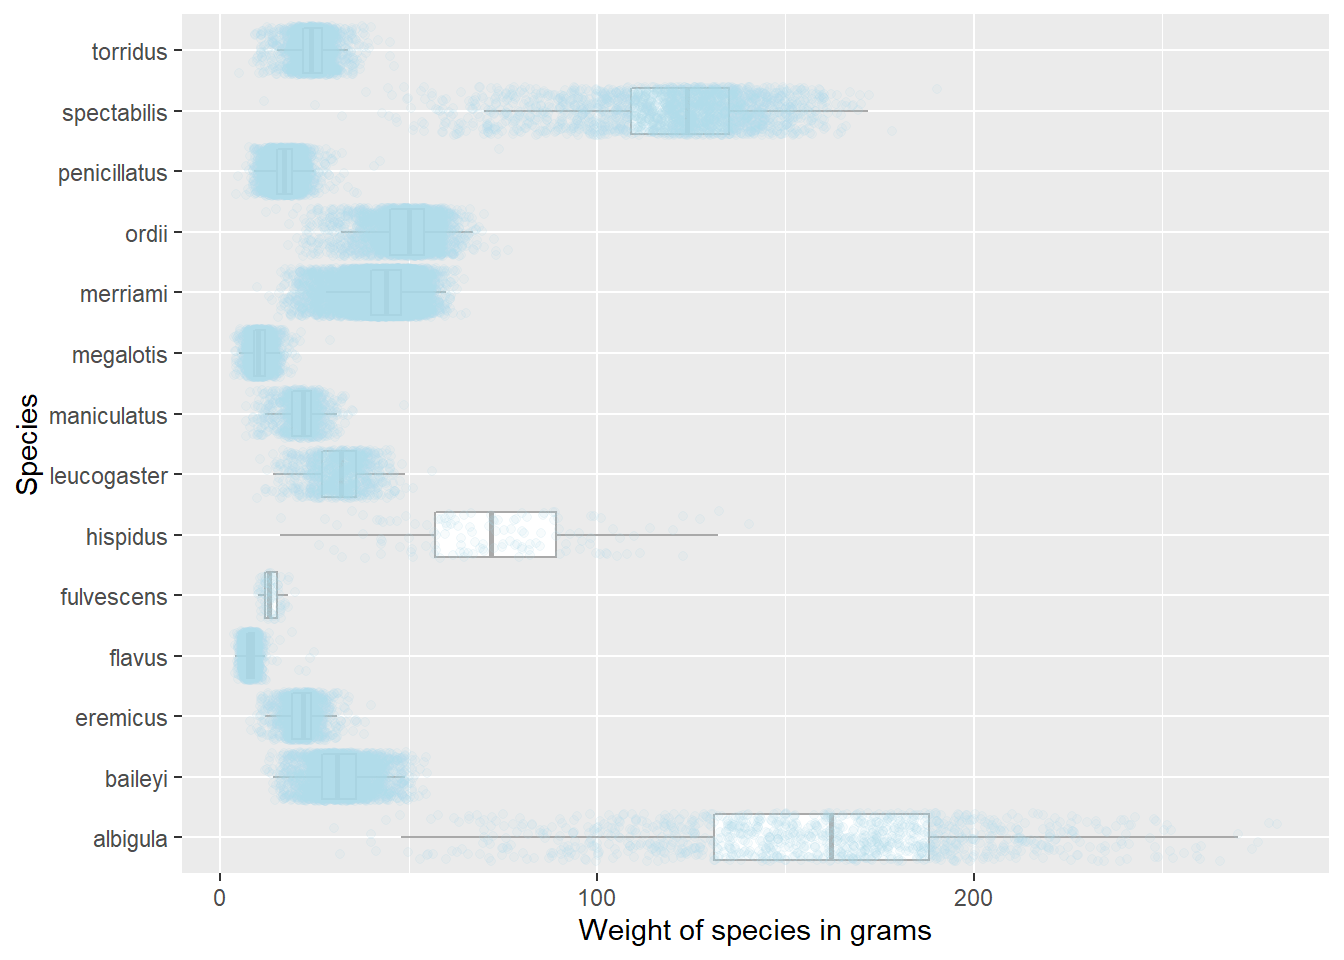 torridus
spectabilis
penicillatus
ordii
merriami
megalotis
maniculatus
leucogaster
hispidus
fulvescens
flavus
eremicus
baileyi
albigula
Species
0 100 200
Weight of species in grams